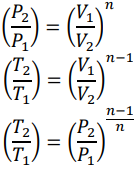 (P₂/P₁) = (V₁/V₂)ⁿ
(T₂/T₁) = (V₁/V₂)ⁿ⁻¹
(T₂/T₁) = (P₂/P₁)^((n−1)/n)